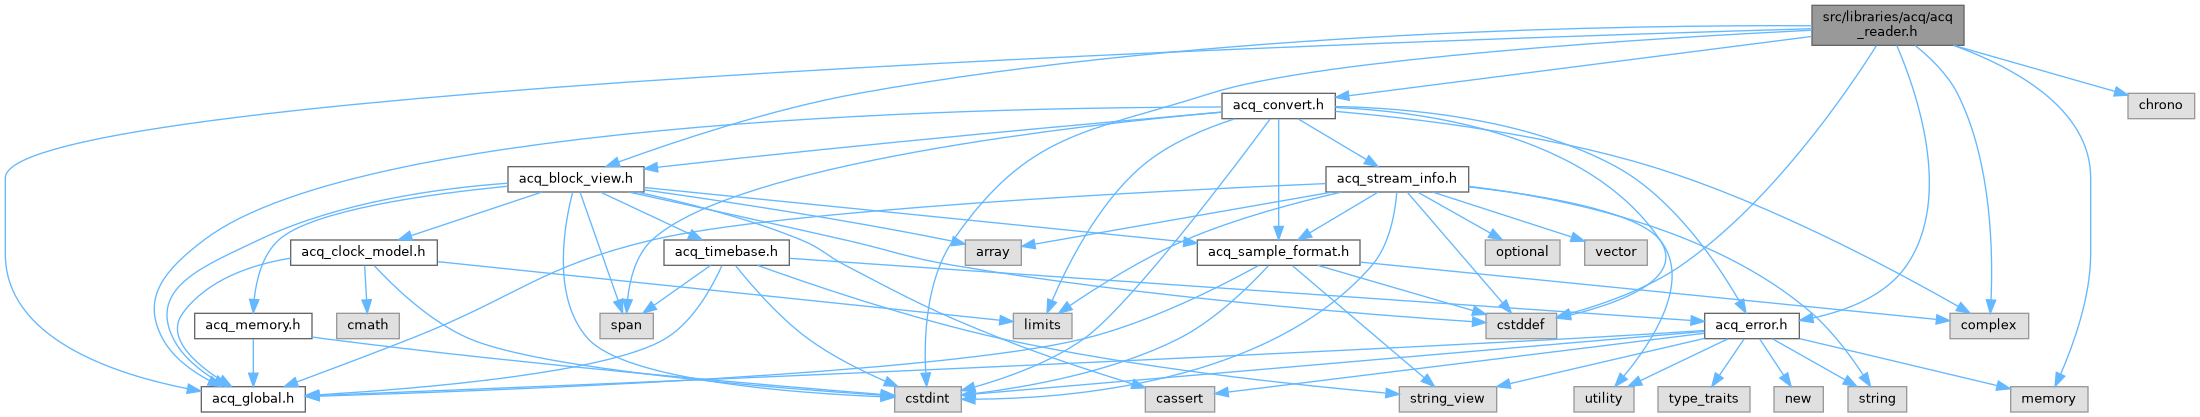 src/libraries/acq/acq
_reader.h
acq_convert.h
chrono
acq_block_view.h
acq_stream_info.h
acq_clock_model.h
acq_timebase.h
array
acq_sample_format.h
optional
vector
acq_memory.h
cmath
span
limits
cstddef
acq_error.h
complex
acq_global.h
cstdint
cassert
string_view
utility
type_traits
new
string
memory